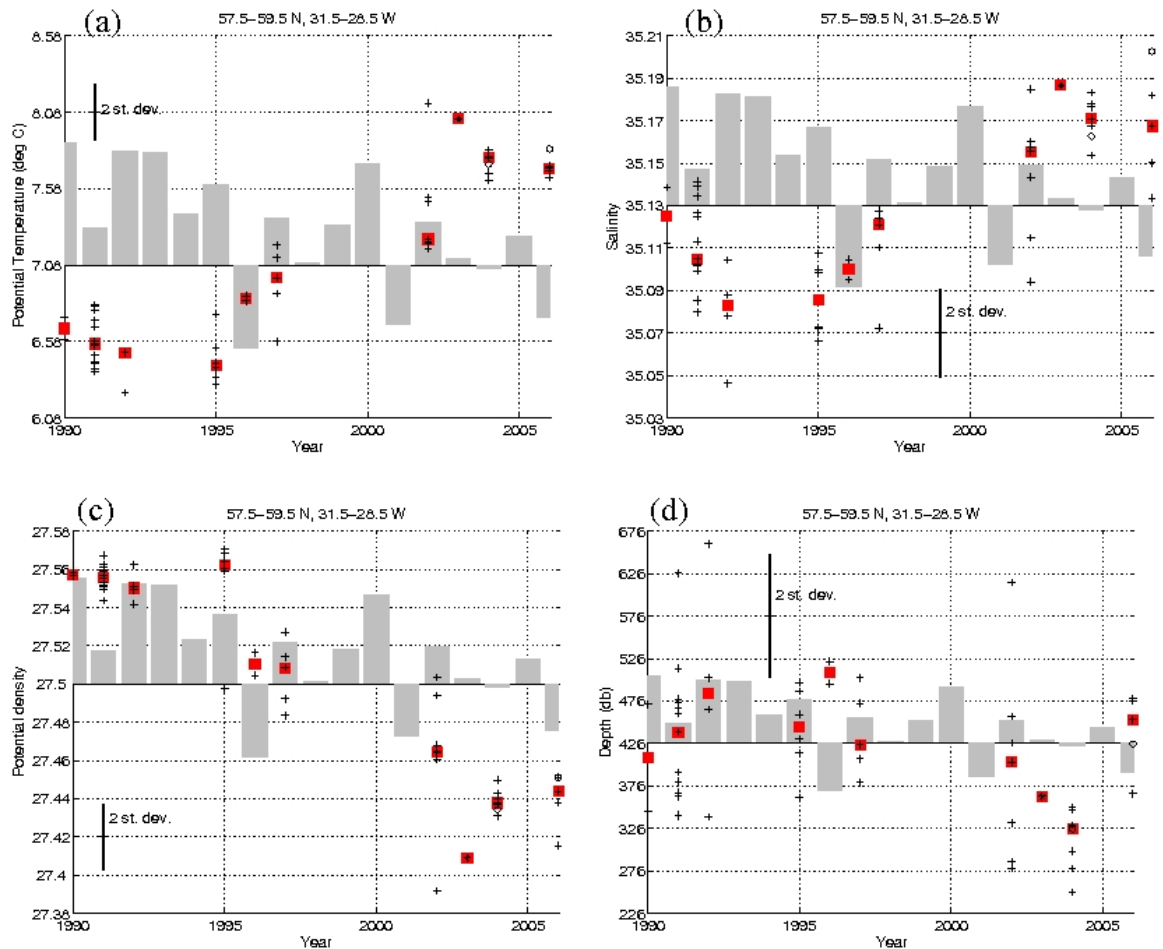 (a)
57.5–59.5 N, 31.5–28.5 W
8.58
8.08
7.58
7.08
6.58
6.08
2 st. dev.
Potential Temperature (deg C)
1990
1995
2000
2005
Year
(b)
57.5–59.5 N, 31.5–28.5 W
35.21
35.19
35.17
35.15
35.13
35.11
35.09
35.07
35.05
35.03
2 st. dev.
Salinity
1990
1995
2000
2005
Year
(c)
57.5–59.5 N, 31.5–28.5 W
27.58
27.56
27.54
27.52
27.5
27.48
27.46
27.44
27.42
27.4
27.38
2 st. dev.
Potential density
1990
1995
2000
2005
Year
(d)
57.5–59.5 N, 31.5–28.5 W
676
626
576
526
476
426
376
326
276
226
2 st. dev.
Depth (db)
1990
1995
2000
2005
Year